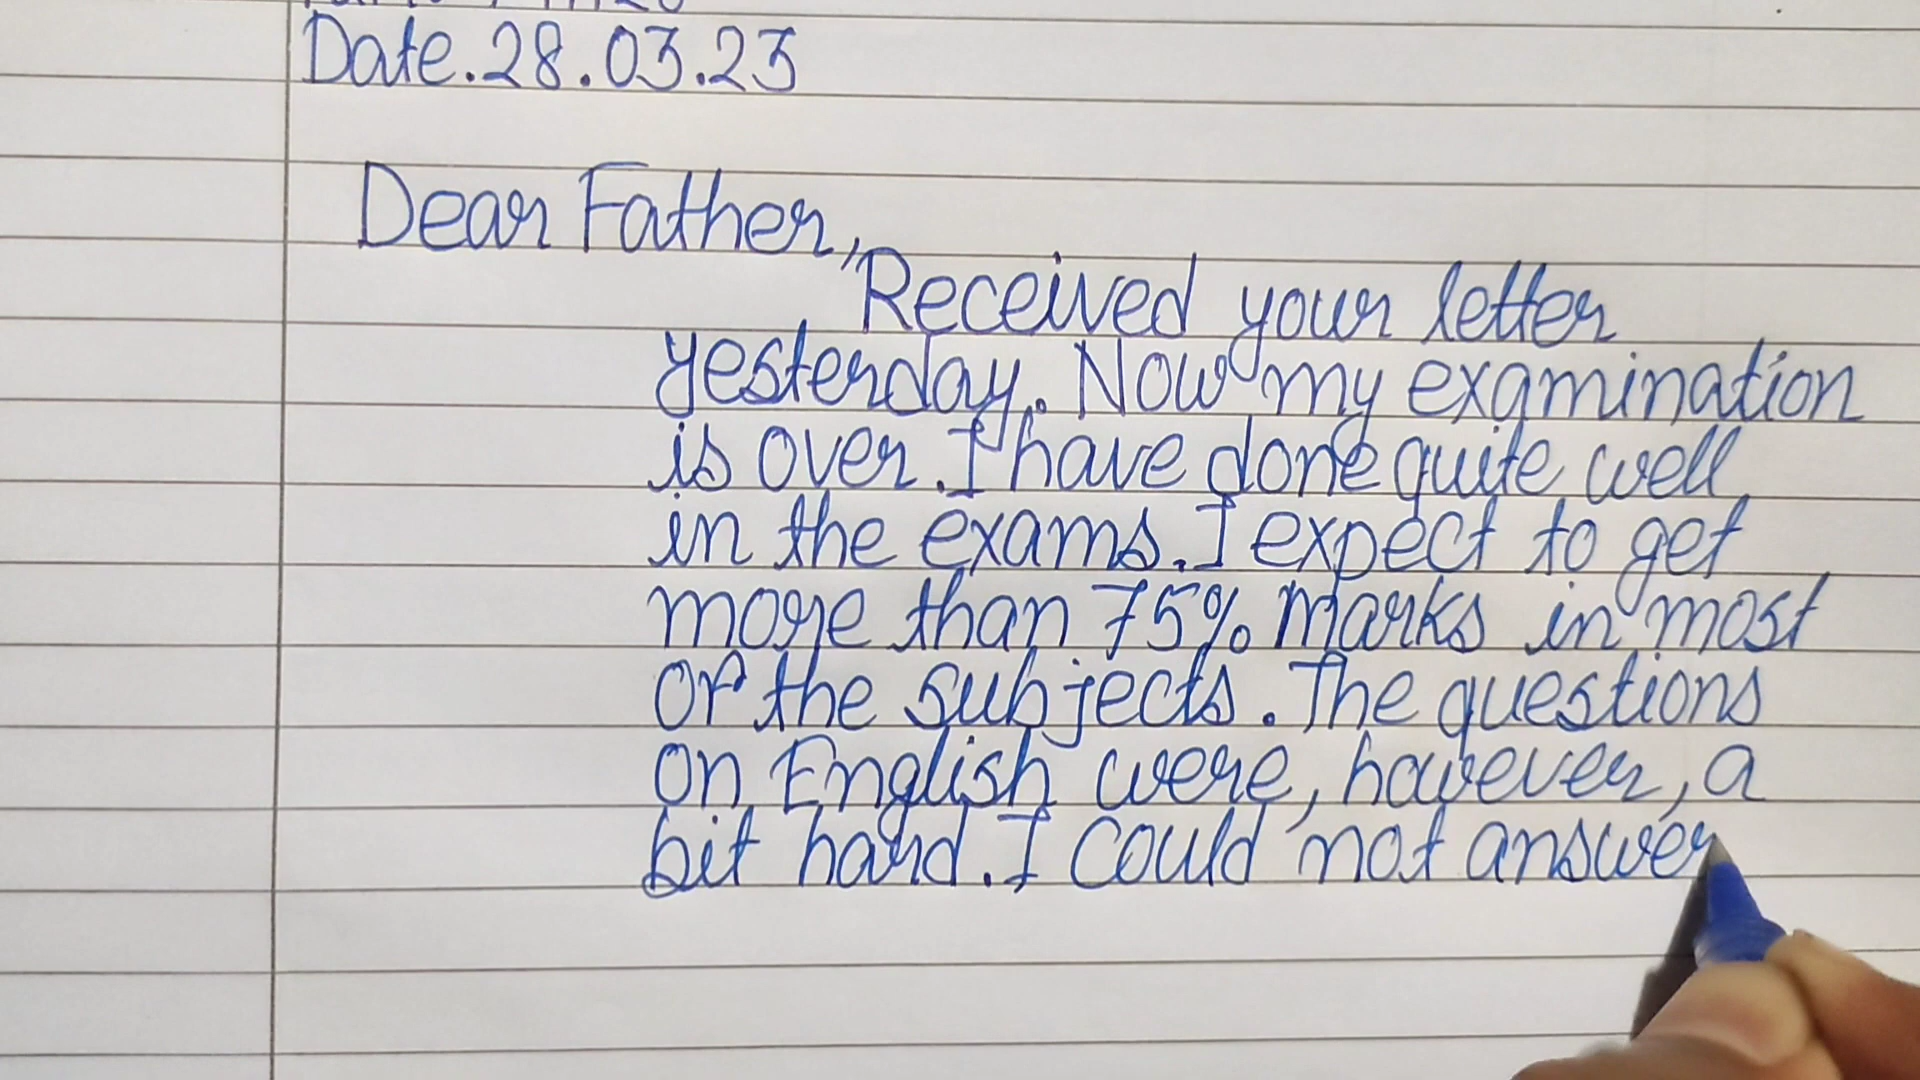 Date.28.03.23
Dear Father,
Received your letter
yesterday. Now my examination
is over. I have done quite well
in the exams. I expect to get
more than 75% marks in most
of the subjects. The questions
on English were, however, a
bit hard. I could not answer